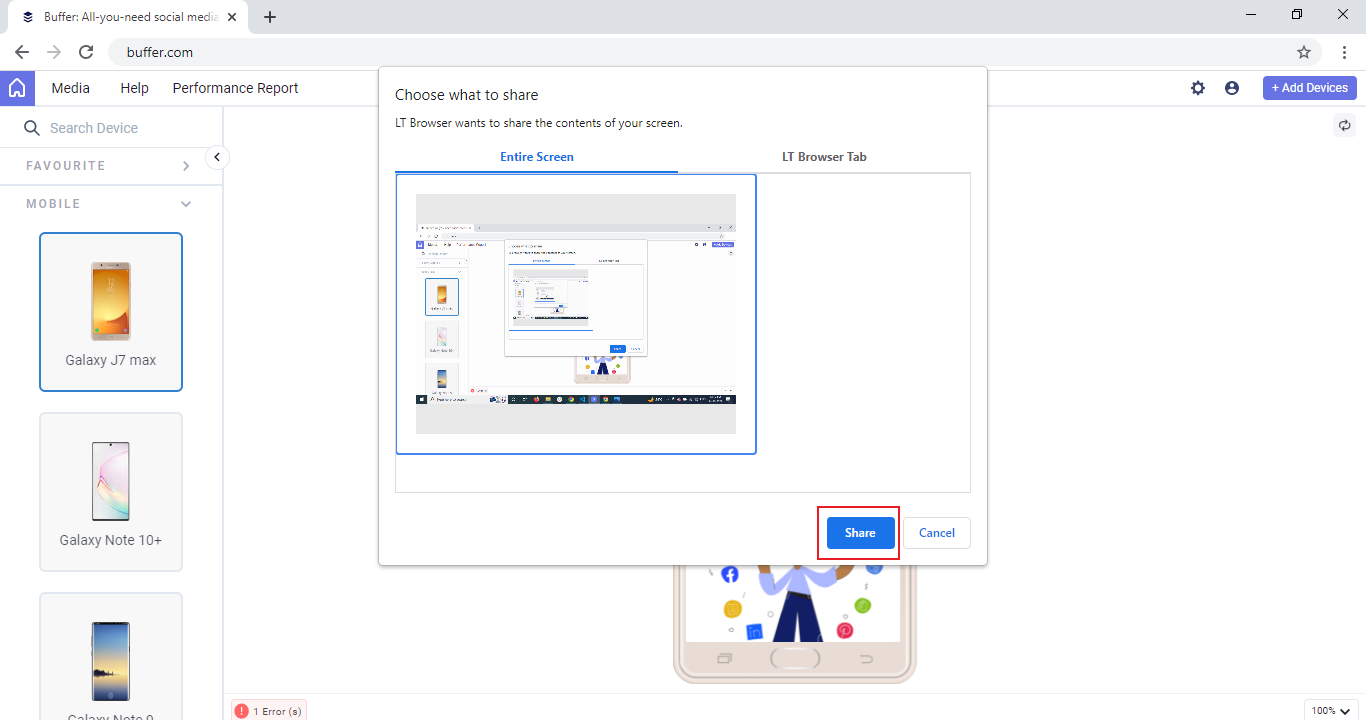 Buffer: All-you-need social media
buffer.com
Media Help Performance Report
+ Add Devices
Search Device
FAVOURITE
MOBILE
Galaxy J7 max
Galaxy Note 10+
Galaxy Note 9
Choose what to share
LT Browser wants to share the contents of your screen.
Entire Screen LT Browser Tab
Share Cancel
1 Error (s)
100%